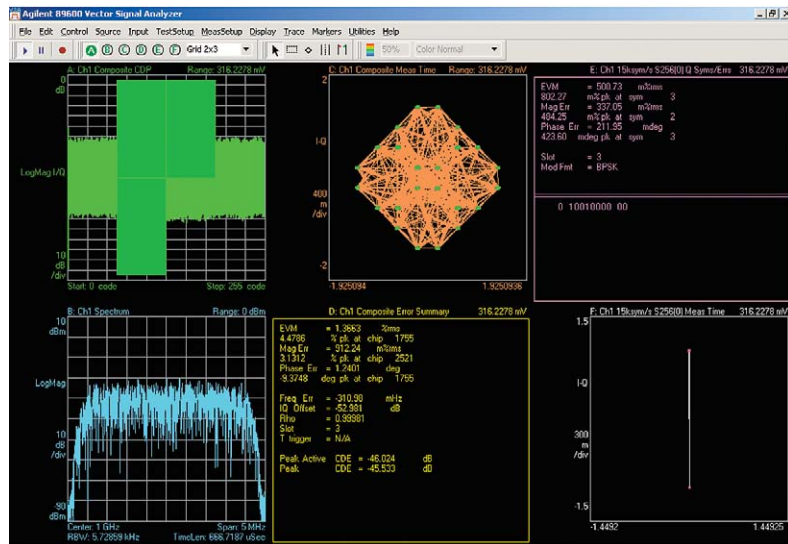 Agilent 89600 Vector Signal Analyzer
File Edit Control Source Input TestSetup MeasSetup Display Trace Markers Utilities Help
A B C D E F Grid 2x3 50% Color Normal
A: Ch1 Composite CDP Range: 316.2278 mV
0
dB
LogMag I/Q
10
dB
/div
Start: 0 code Stop: 255 code
C: Ch1 Composite Meas Time Range: 316.2278 mV
2
I-Q
400
m
/div
-2
-1.925094 1.9250936
E: Ch1 15ksym/s S256[0] Q Syms/Errs 316.2278 mV
EVM = 500.73 m%rms
802.27 m% pk at sym 3
Mag Err = 337.05 m%rms
484.25 m% pk at sym 2
Phase Err = 211.95 mdeg
423.60 mdeg pk at sym 3
Slot = 3
Mod Fmt = BPSK
0 10010000 00
B: Ch1 Spectrum Range: 0 dBm
10
dBm
LogMag
10
dB
/div
-90
dBm
Center: 1 GHz Span: 5 MHz
RBW: 5.72859 kHz TimeLen: 666.7187 uSec
D: Ch1 Composite Error Summary 316.2278 mV
EVM = 1.3663 %rms
4.4786 % pk at chip 1755
Mag Err = 912.24 m%rms
3.1312 % pk at chip 2521
Phase Err = 1.2401 deg
-9.3748 deg pk at chip 1755
Freq Err = -310.98 mHz
IQ Offset = -52.981 dB
Rho = 0.99981
Slot = 3
T trigger = N/A
Peak Active CDE = -46.024 dB
Peak CDE = -45.533 dB
F: Ch1 15ksym/s S256[0] Meas Time 316.2278 mV
1.5
I-Q
300
m
/div
-1.5
-1.4492 1.44925